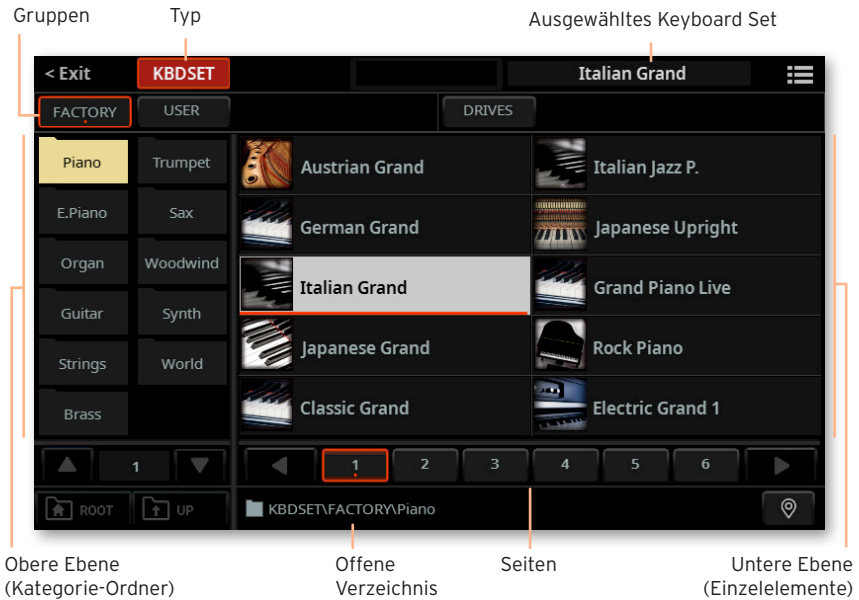 Gruppen
Typ
Ausgewähltes Keyboard Set
< Exit
KBDSET
Italian Grand
FACTORY
USER
DRIVES
Piano
Trumpet
E.Piano
Sax
Organ
Woodwind
Guitar
Synth
Strings
World
Brass
Austrian Grand
Italian Jazz P.
German Grand
Japanese Upright
Italian Grand
Grand Piano Live
Japanese Grand
Rock Piano
Classic Grand
Electric Grand 1
1
1
2
3
4
5
6
ROOT
UP
KBDSET\FACTORY\Piano
Obere Ebene
(Kategorie-Ordner)
Offene
Verzeichnis
Seiten
Untere Ebene
(Einzelelemente)